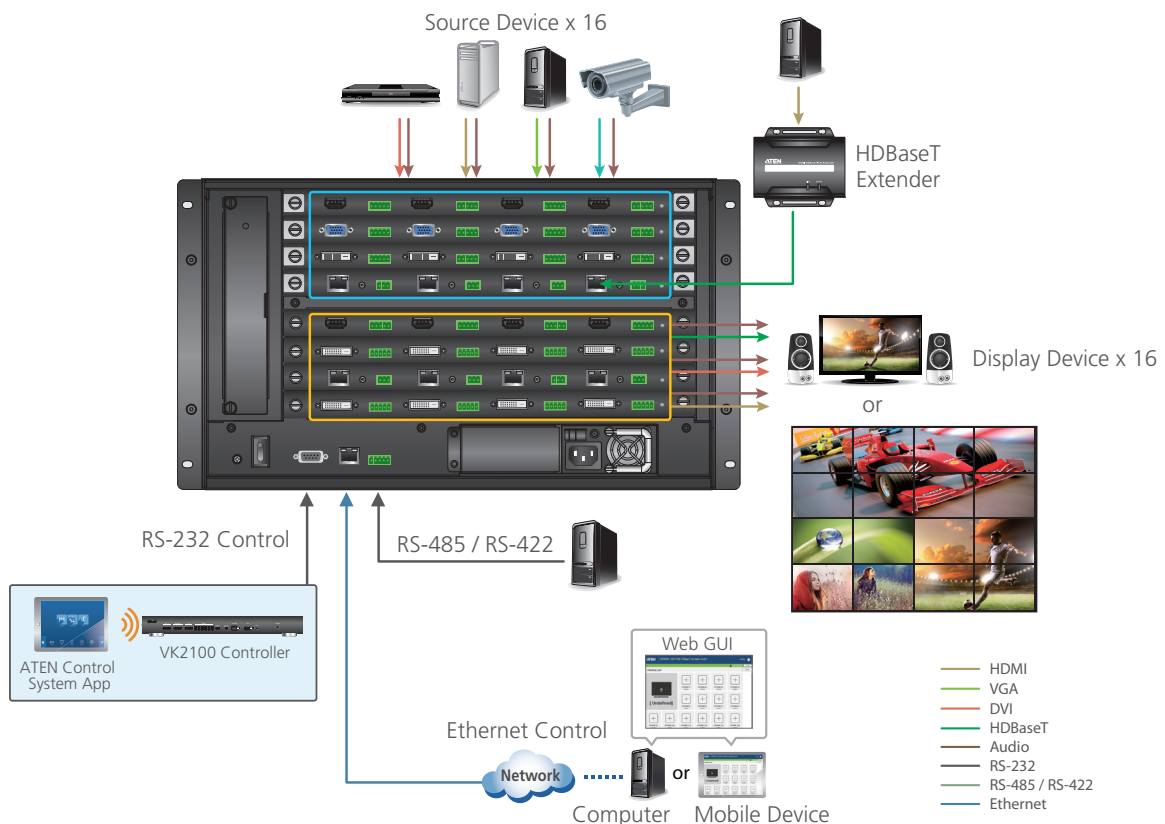 Source Device x 16
ATEN
HDBaseT
Extender
Display Device x 16
or
RS-232 Control
RS-485 / RS-422
ATEN Control
System App
VK2100 Controller
Web GUI
ATEN
[ Undefined ]
Ethernet Control
Network
or
Computer
Mobile Device
HDMI
VGA
DVI
HDBaseT
Audio
RS-232
RS-485 / RS-422
Ethernet